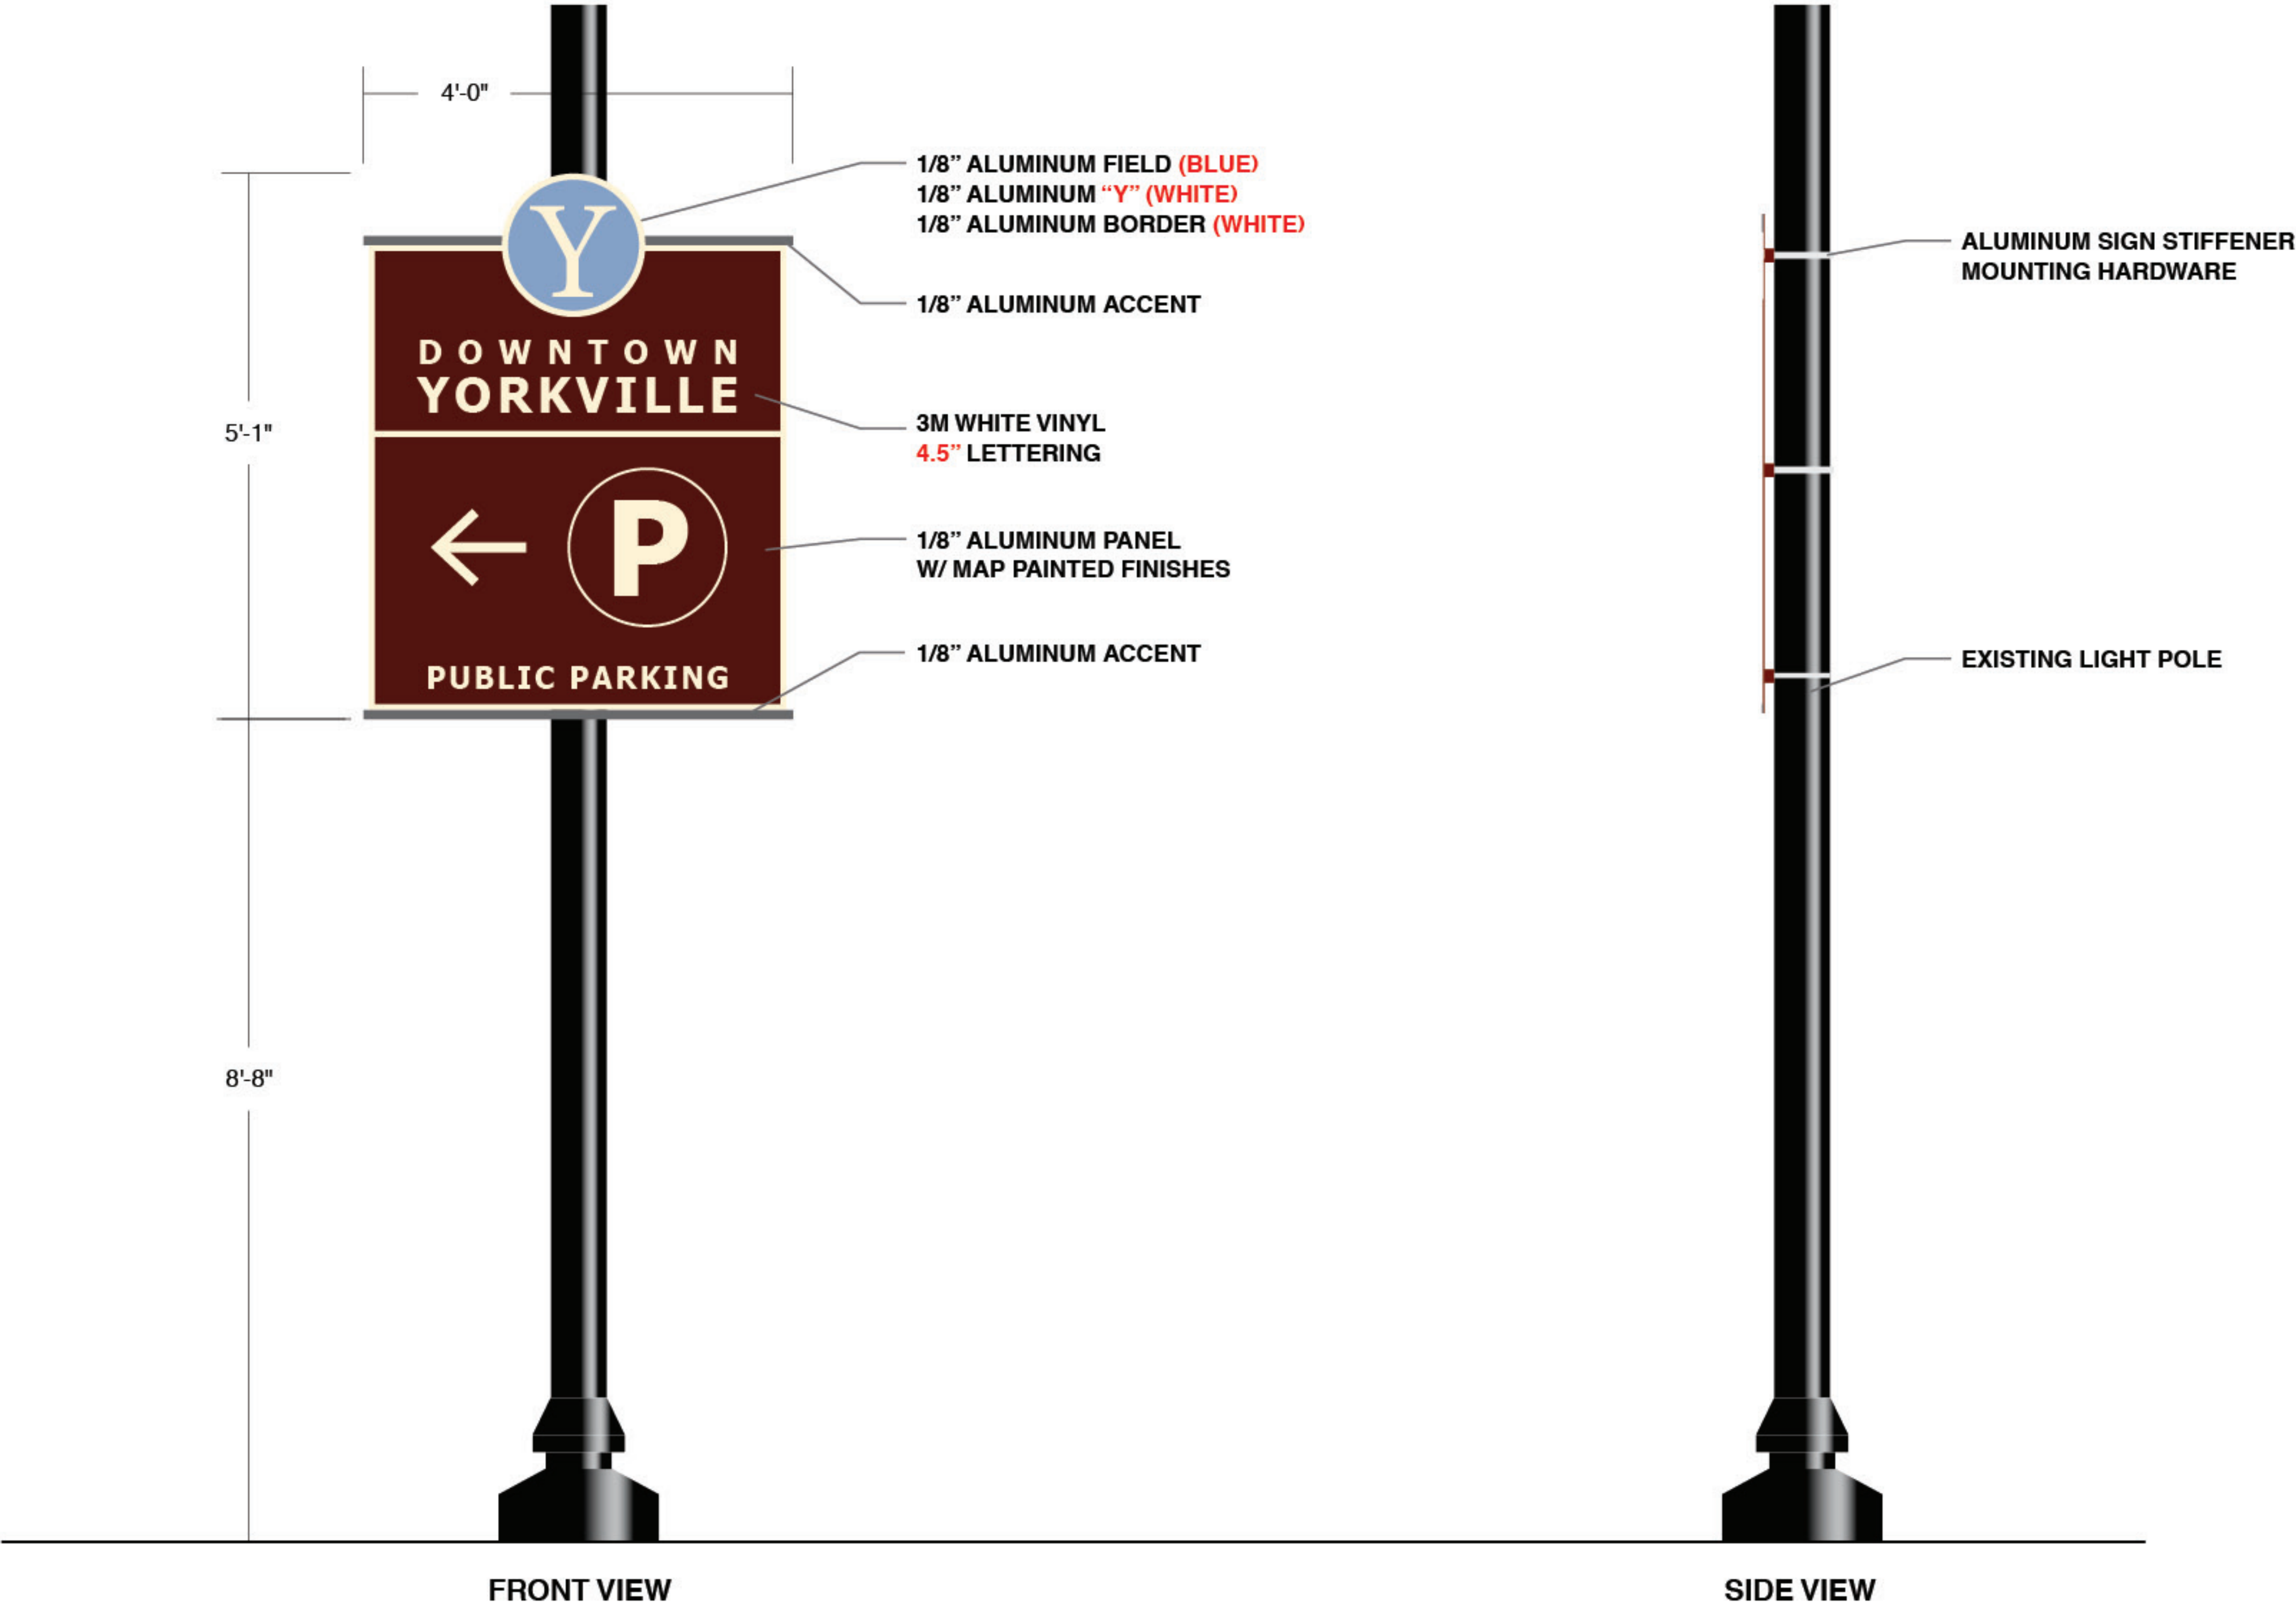 4'-0"
Y
DOWNTOWN
YORKVILLE
P
PUBLIC PARKING
5'-1"
8'-8"
1/8” ALUMINUM FIELD (BLUE)
1/8” ALUMINUM “Y” (WHITE)
1/8” ALUMINUM BORDER (WHITE)
1/8” ALUMINUM ACCENT
3M WHITE VINYL
4.5” LETTERING
1/8” ALUMINUM PANEL
W/ MAP PAINTED FINISHES
1/8” ALUMINUM ACCENT
ALUMINUM SIGN STIFFENER
MOUNTING HARDWARE
EXISTING LIGHT POLE
FRONT VIEW
SIDE VIEW